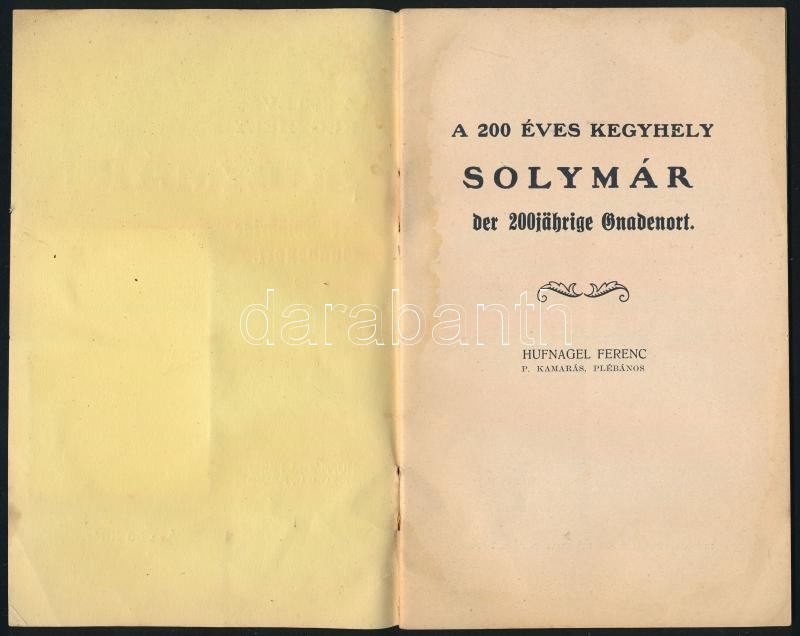 A 200 ÉVES KEGYHELY
SOLYMÁR
der 200jährige Gnadenort.
darabanth
HUFNAGEL FERENC
P. KAMARÁS, PLÉBÁNOS